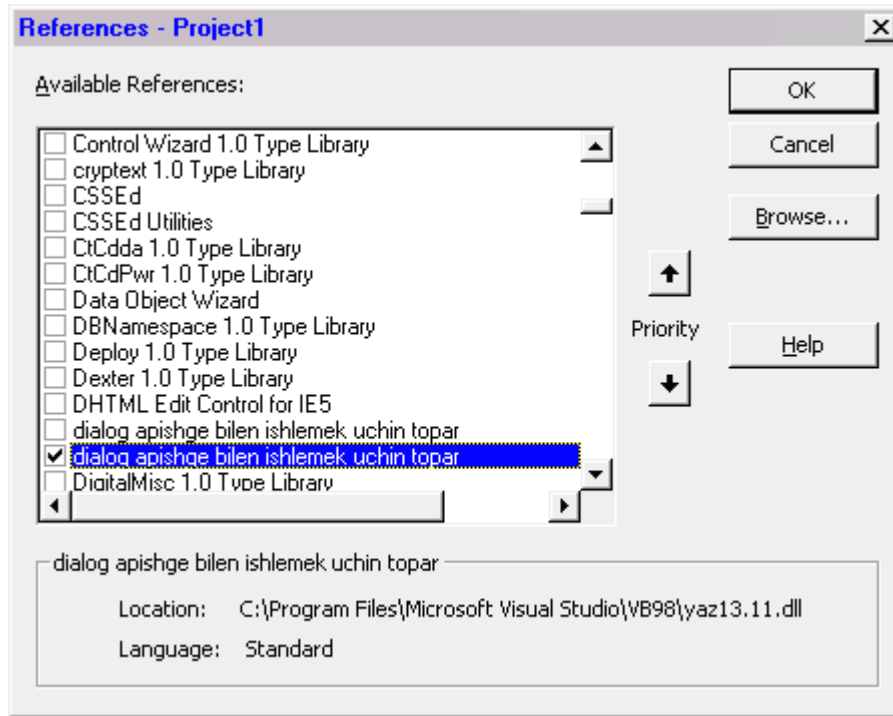 References - Project1
Available References:
OK
Control Wizard 1.0 Type Library
Cancel
cryptext 1.0 Type Library
CSSEd
CSSEd Utilities
Browse...
CtCdda 1.0 Type Library
CtCdPwr 1.0 Type Library
Data Object Wizard
DBNamespace 1.0 Type Library
Priority
Deploy 1.0 Type Library
Help
Dexter 1.0 Type Library
DHTML Edit Control for IE5
dialog apishge bilen ishlemek uchin topar
dialog apishge bilen ishlemek uchin topar
DigitalMisc 1.0 Type Library
dialog apishge bilen ishlemek uchin topar
Location: C:\Program Files\Microsoft Visual Studio\VB98\yaz13.11.dll
Language: Standard